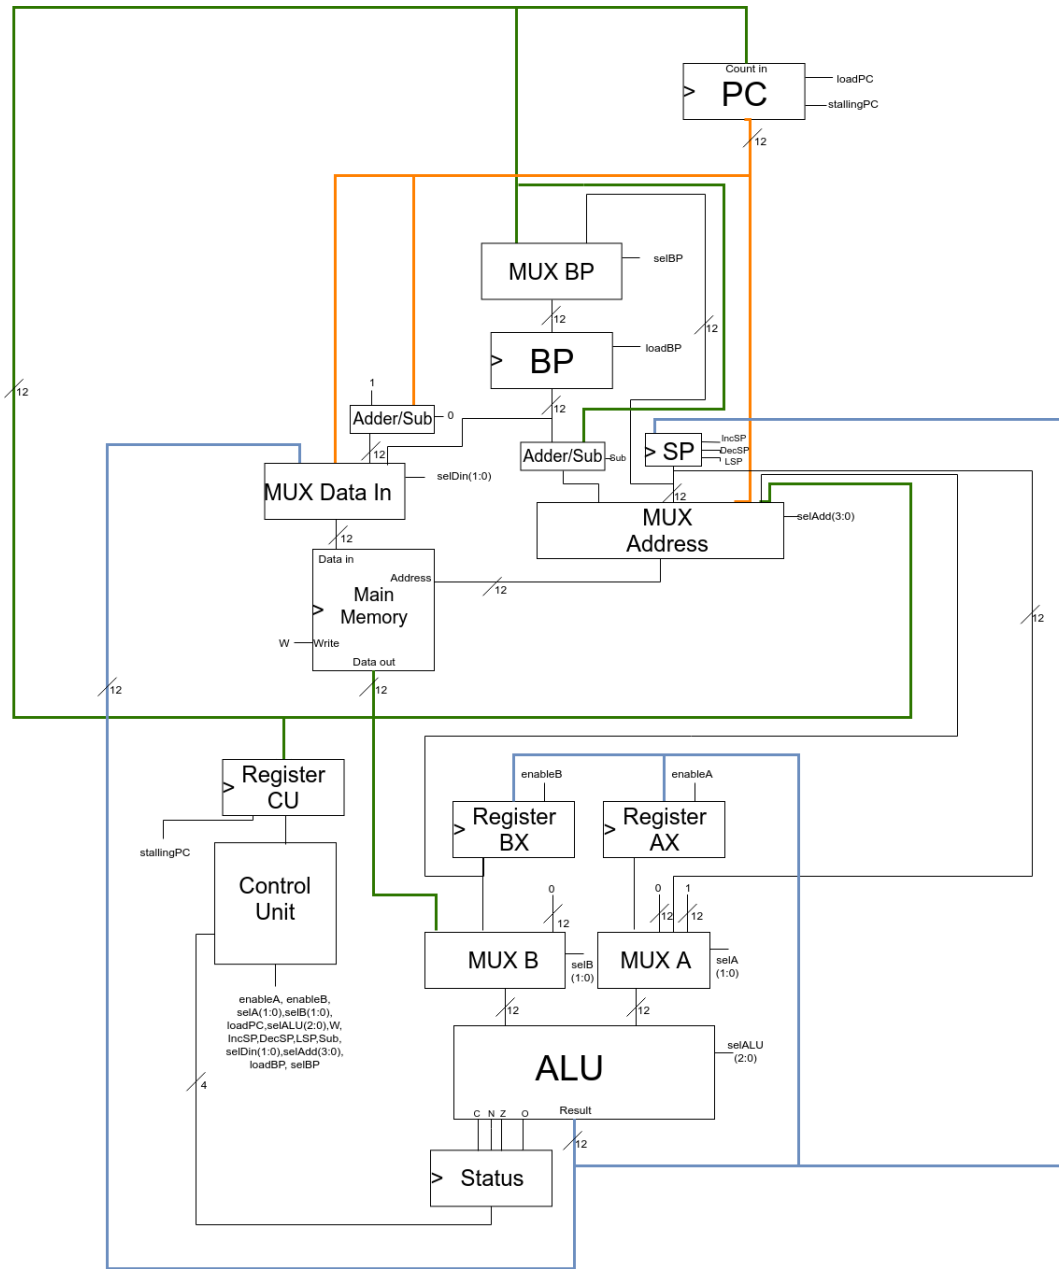 Count in
PC
loadPC
stallingPC
12
MUX BP
selBP
12
12
BP
loadBP
12
1
12
Adder/Sub
0
12
Adder/Sub
Sub
SP
IncSP
DecSP
LSP
12
MUX Data In
selDin(1:0)
12
MUX
Address
selAdd(3:0)
12
Data in
Address
Main
Memory
12
W
Write
Data out
12
12
12
Register
CU
stallingPC
enableB
enableA
Register
BX
Register
AX
Control
Unit
0
12
0
12
1
12
MUX B
selB
(1:0)
MUX A
selA
(1:0)
12
12
enableA, enableB,
selA(1:0),selB(1:0),
loadPC,selALU(2:0),W,
IncSP,DecSP,LSP,Sub,
selDin(1:0),selAdd(3:0),
loadBP, selBP
ALU
selALU
(2:0)
4
C N Z O
Result
12
Status